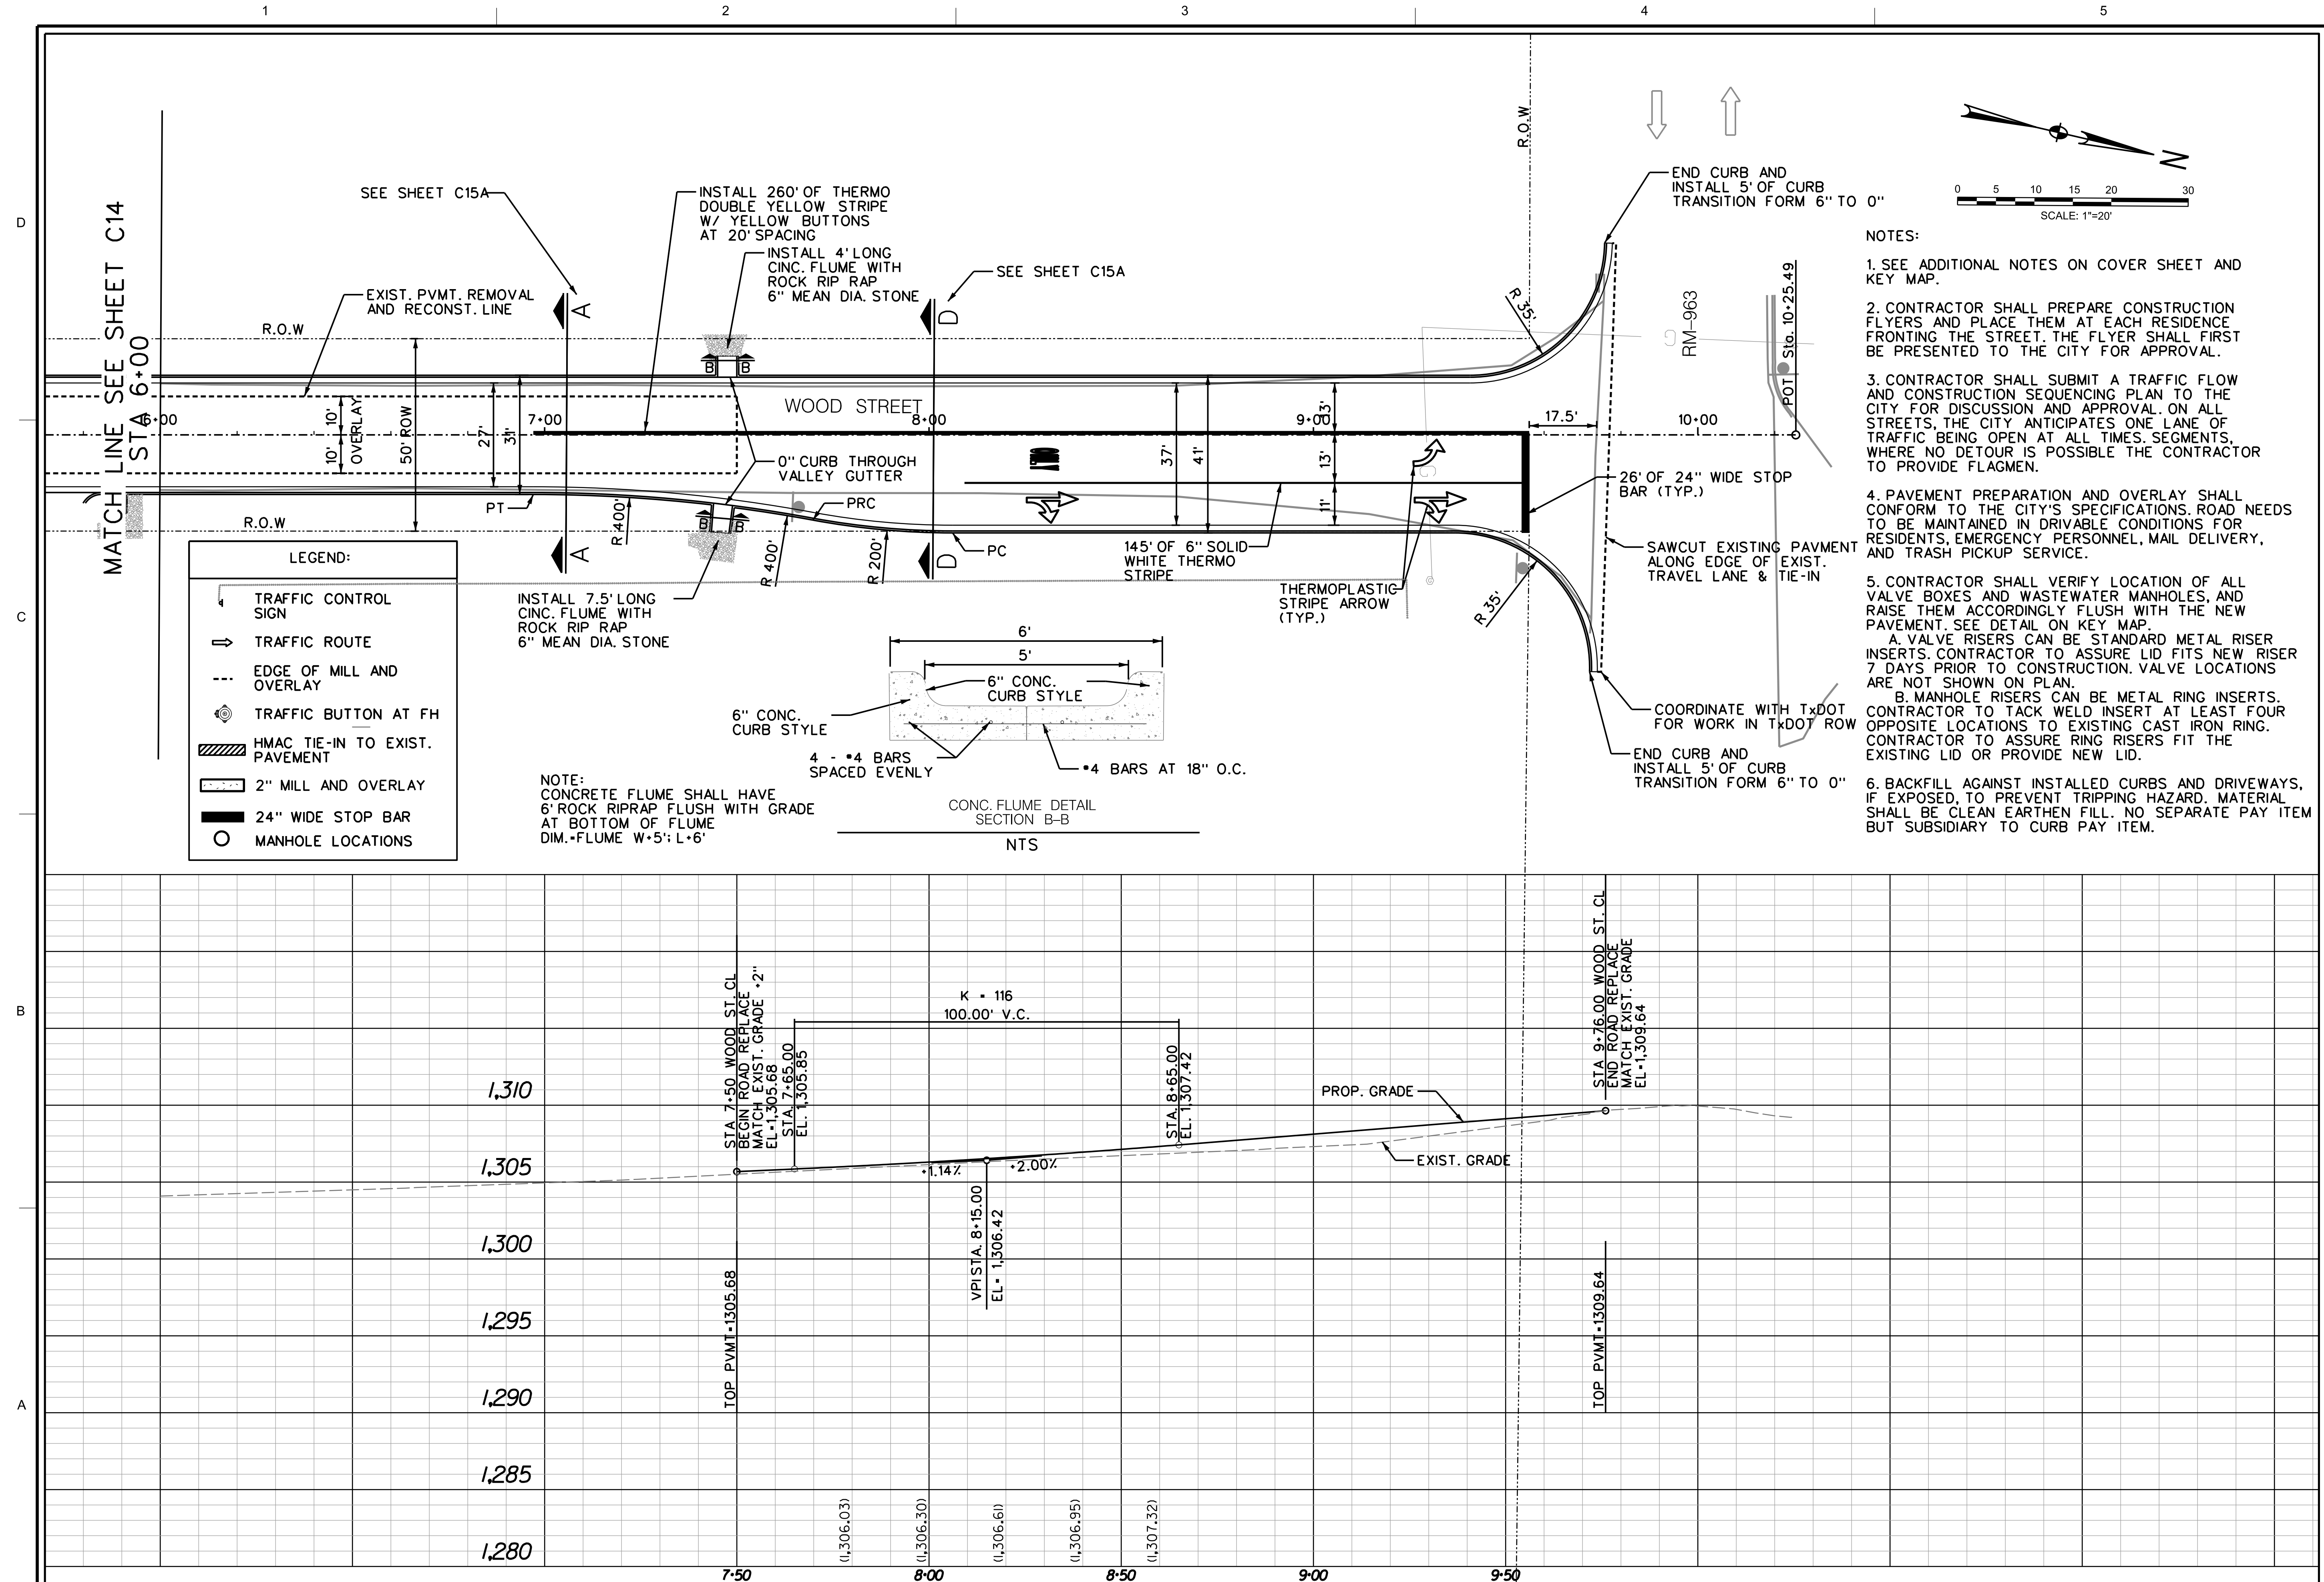 1
2
3
4
5
D
C
B
A
MATCH LINE SEE SHEET C14
STA 6+00
SEE SHEET C15A
INSTALL 260' OF THERMO
DOUBLE YELLOW STRIPE
W/ YELLOW BUTTONS
AT 20' SPACING
INSTALL 4' LONG
CINC. FLUME WITH
ROCK RIP RAP
6" MEAN DIA. STONE
SEE SHEET C15A
EXIST. PVMT. REMOVAL
AND RECONST. LINE
R.O.W
R.O.W
R.O.W
A
A
D
D
B
B
B
B
6+00
7+00
8+00
9+00
10+00
WOOD STREET
10'
10'
OVERLAY
50' ROW
27'
31'
37'
41'
13'
13'
11'
17.5'
0" CURB THROUGH
VALLEY GUTTER
PT
PRC
PC
R 400'
R 400'
R 200'
R 35'
R 35'
END CURB AND
INSTALL 5' OF CURB
TRANSITION FORM 6" TO 0"
RM-963
POT Sta. 10+25.49
26' OF 24" WIDE STOP
BAR (TYP.)
SAWCUT EXISTING PAVMENT
ALONG EDGE OF EXIST.
TRAVEL LANE & TIE-IN
145' OF 6" SOLID
WHITE THERMO
STRIPE
THERMOPLASTIC
STRIPE ARROW
(TYP.)
COORDINATE WITH TxDOT
FOR WORK IN TxDOT ROW
END CURB AND
INSTALL 5' OF CURB
TRANSITION FORM 6" TO 0"
INSTALL 7.5' LONG
CINC. FLUME WITH
ROCK RIP RAP
6" MEAN DIA. STONE
LEGEND:
TRAFFIC CONTROL
SIGN
TRAFFIC ROUTE
EDGE OF MILL AND
OVERLAY
TRAFFIC BUTTON AT FH
HMAC TIE-IN TO EXIST.
PAVEMENT
2" MILL AND OVERLAY
24" WIDE STOP BAR
MANHOLE LOCATIONS
6'
5'
6" CONC.
CURB STYLE
6" CONC.
CURB STYLE
4 - #4 BARS
SPACED EVENLY
#4 BARS AT 18" O.C.
CONC. FLUME DETAIL
SECTION B-B
NTS
NOTE:
CONCRETE FLUME SHALL HAVE
6' ROCK RIPRAP FLUSH WITH GRADE
AT BOTTOM OF FLUME
DIM.=FLUME W+5'; L+6'
N
0 5 10 15 20 30
SCALE: 1"=20'
NOTES:
1. SEE ADDITIONAL NOTES ON COVER SHEET AND
KEY MAP.
2. CONTRACTOR SHALL PREPARE CONSTRUCTION
FLYERS AND PLACE THEM AT EACH RESIDENCE
FRONTING THE STREET. THE FLYER SHALL FIRST
BE PRESENTED TO THE CITY FOR APPROVAL.
3. CONTRACTOR SHALL SUBMIT A TRAFFIC FLOW
AND CONSTRUCTION SEQUENCING PLAN TO THE
CITY FOR DISCUSSION AND APPROVAL. ON ALL
STREETS, THE CITY ANTICIPATES ONE LANE OF
TRAFFIC BEING OPEN AT ALL TIMES. SEGMENTS,
WHERE NO DETOUR IS POSSIBLE THE CONTRACTOR
TO PROVIDE FLAGMEN.
4. PAVEMENT PREPARATION AND OVERLAY SHALL
CONFORM TO THE CITY'S SPECIFICATIONS. ROAD NEEDS
TO BE MAINTAINED IN DRIVABLE CONDITIONS FOR
RESIDENTS, EMERGENCY PERSONNEL, MAIL DELIVERY,
AND TRASH PICKUP SERVICE.
5. CONTRACTOR SHALL VERIFY LOCATION OF ALL
VALVE BOXES AND WASTEWATER MANHOLES, AND
RAISE THEM ACCORDINGLY FLUSH WITH THE NEW
PAVEMENT. SEE DETAIL ON KEY MAP.
A. VALVE RISERS CAN BE STANDARD METAL RISER
INSERTS. CONTRACTOR TO ASSURE LID FITS NEW RISER
7 DAYS PRIOR TO CONSTRUCTION. VALVE LOCATIONS
ARE NOT SHOWN ON PLAN.
B. MANHOLE RISERS CAN BE METAL RING INSERTS.
CONTRACTOR TO TACK WELD INSERT AT LEAST FOUR
OPPOSITE LOCATIONS TO EXISTING CAST IRON RING.
CONTRACTOR TO ASSURE RING RISERS FIT THE
EXISTING LID OR PROVIDE NEW LID.
6. BACKFILL AGAINST INSTALLED CURBS AND DRIVEWAYS,
IF EXPOSED, TO PREVENT TRIPPING HAZARD. MATERIAL
SHALL BE CLEAN EARTHEN FILL. NO SEPARATE PAY ITEM
BUT SUBSIDIARY TO CURB PAY ITEM.
STA 7+50 WOOD ST. CL
BEGIN ROAD REPLACE
MATCH EXIST. GRADE +2"
EL=1,305.68
STA. 7+65.00
EL. 1,305.85
K = 116
100.00' V.C.
STA. 8+65.00
EL. 1,307.42
PROP. GRADE
STA 9+76.00 WOOD ST. CL
END ROAD REPLACE
MATCH EXIST. GRADE
EL=1,309.64
+1.14%
+2.00%
EXIST. GRADE
VPI STA. 8+15.00
EL= 1,306.42
TOP PVMT=1305.68
TOP PVMT=1309.64
1,310
1,305
1,300
1,295
1,290
1,285
1,280
(1,306.03)
(1,306.30)
(1,306.61)
(1,306.95)
(1,307.32)
7+50
8+00
8+50
9+00
9+50